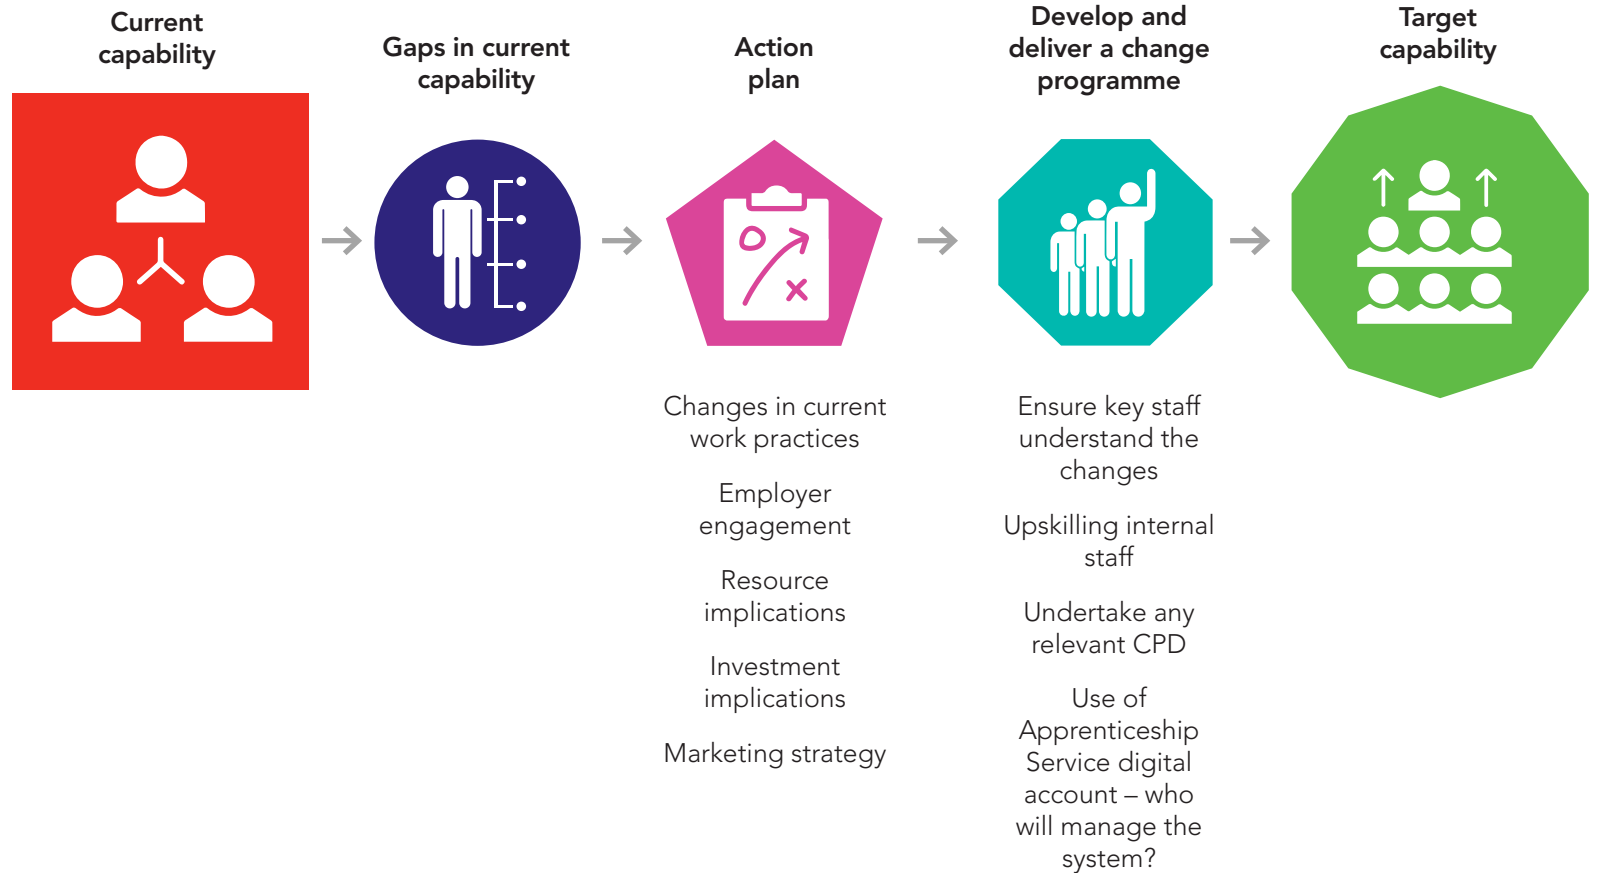 Current
capability
Gaps in current
capability
Action
plan
Develop and
deliver a change
programme
Target
capability
Changes in current
work practices
Employer
engagement
Resource
implications
Investment
implications
Marketing strategy
Ensure key staff
understand the
changes
Upskilling internal
staff
Undertake any
relevant CPD
Use of
Apprenticeship
Service digital
account – who
will manage the
system?